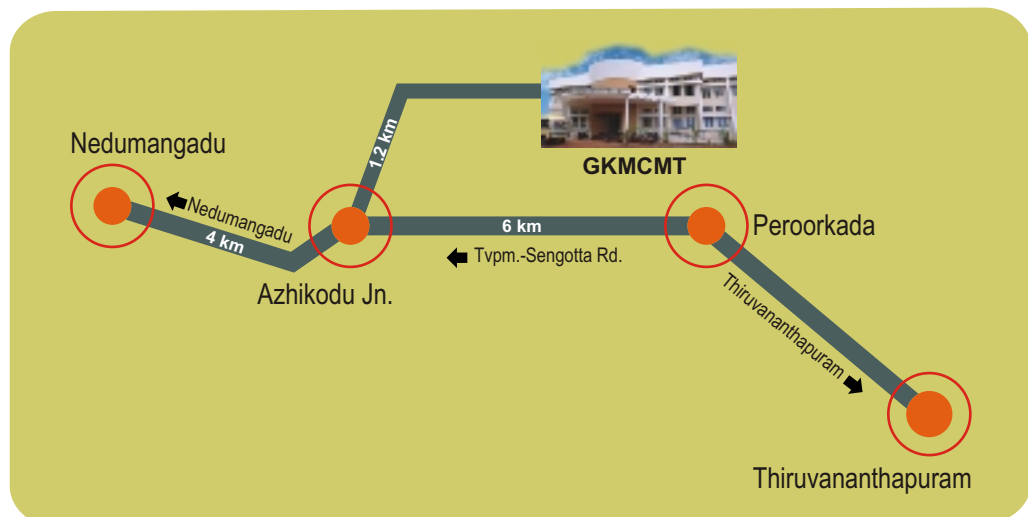 1.2 km
GKMCMT
Nedumangadu
Nedumangadu
4 km
6 km
Peroorkada
Tvpm.-Sengotta Rd.
Azhikodu Jn.
Thiruvananthapuram
Thiruvananthapuram